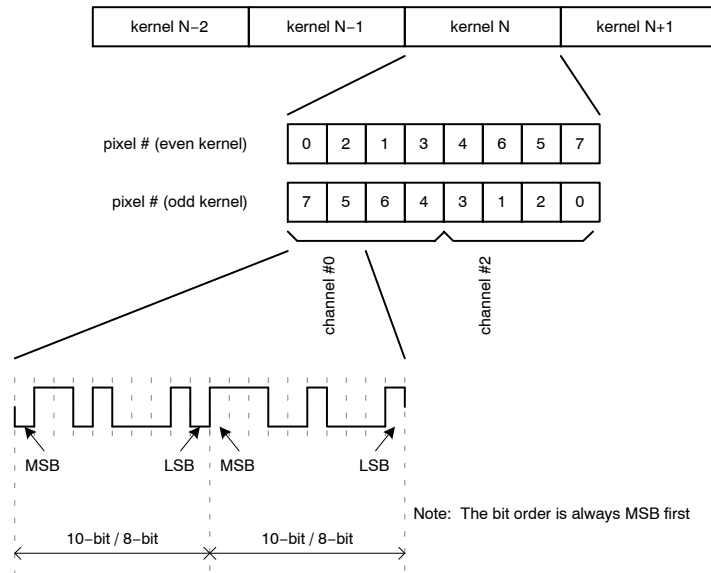 kernel N−2 kernel N−1 kernel N kernel N+1
pixel # (even kernel) 0 2 1 3 4 6 5 7
pixel # (odd kernel) 7 5 6 4 3 1 2 0
channel #0 channel #2
MSB LSB MSB LSB
Note: The bit order is always MSB first
10−bit / 8−bit 10−bit / 8−bit